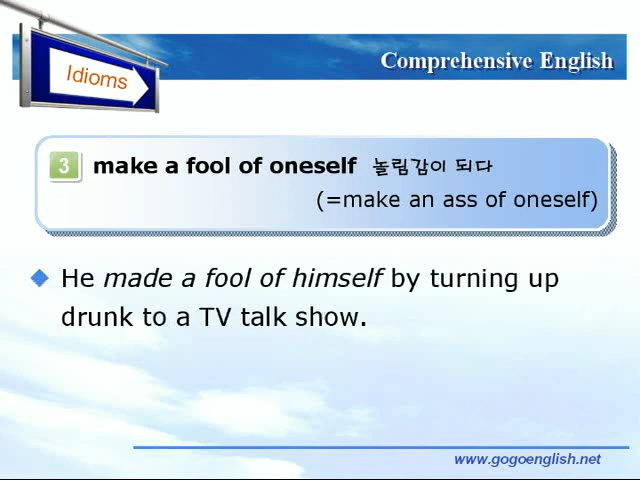 Idioms
Comprehensive English
3 make a fool of oneself 놀림감이 되다
(=make an ass of oneself)
He made a fool of himself by turning up
drunk to a TV talk show.
www.gogoenglish.net